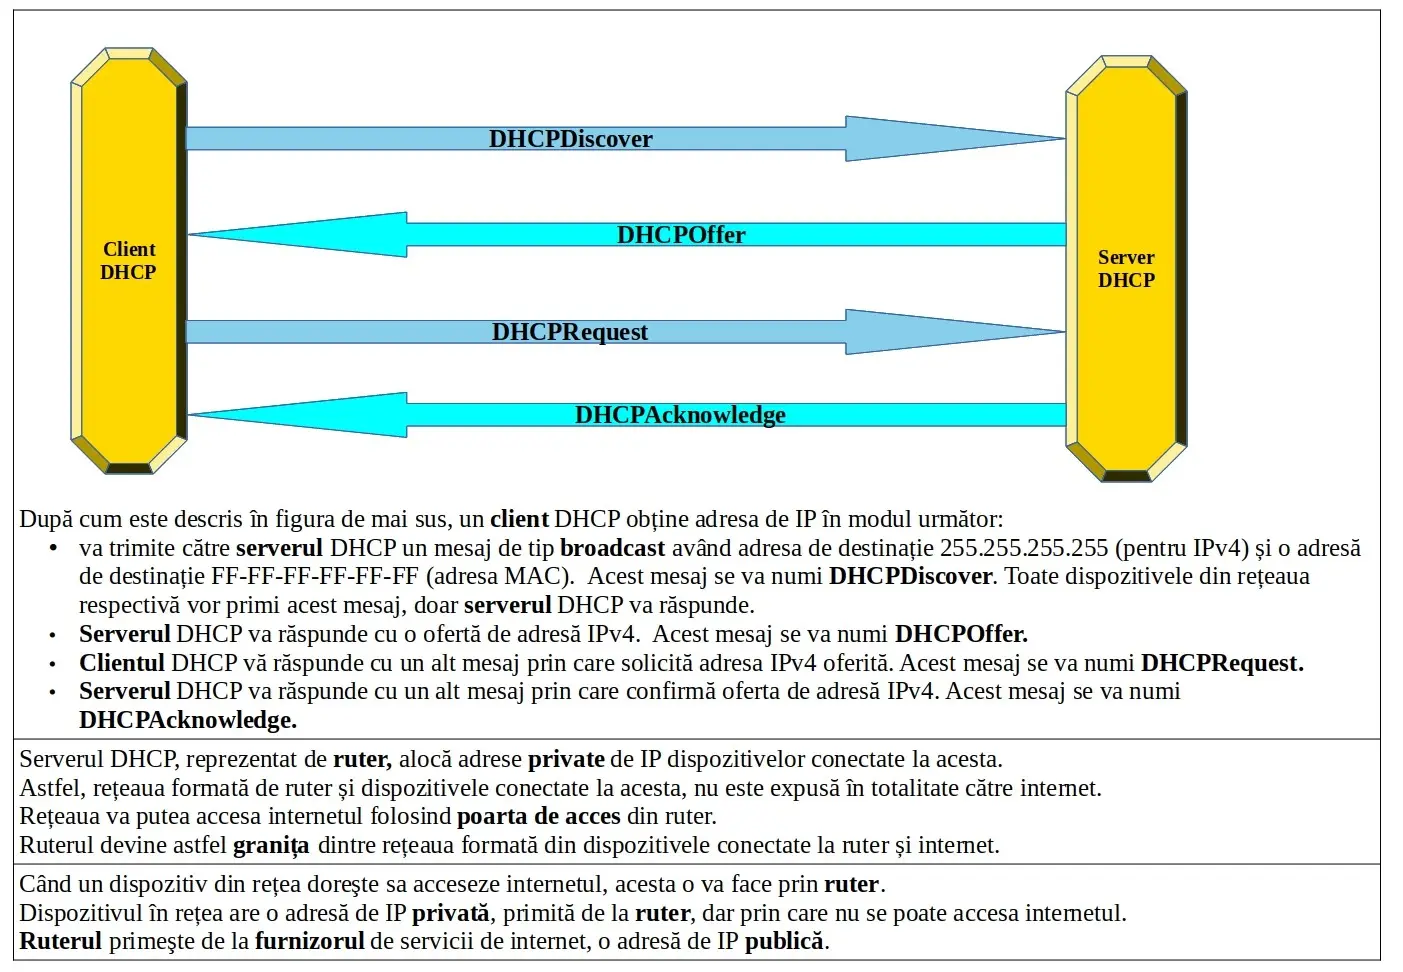 DHCPDiscover
DHCPOffer
Client
DHCP
Server
DHCP
DHCPRequest
DHCPAcknowledge
După cum este descris în figura de mai sus, un client DHCP obține adresa de IP în modul următor:
• va trimite către serverul DHCP un mesaj de tip broadcast având adresa de destinație 255.255.255.255 (pentru IPv4) și o adresă
de destinație FF-FF-FF-FF-FF-FF (adresa MAC).  Acest mesaj se va numi DHCPDiscover. Toate dispozitivele din rețeaua
respectivă vor primi acest mesaj, doar serverul DHCP va răspunde.
• Serverul DHCP va răspunde cu o ofertă de adresă IPv4.  Acest mesaj se va numi DHCPOffer.
• Clientul DHCP vă răspunde cu un alt mesaj prin care solicită adresa IPv4 oferită. Acest mesaj se va numi DHCPRequest.
• Serverul DHCP va răspunde cu un alt mesaj prin care confirmă oferta de adresă IPv4. Acest mesaj se va numi
DHCPAcknowledge.
Serverul DHCP, reprezentat de ruter, alocă adrese private de IP dispozitivelor conectate la acesta.
Astfel, rețeaua formată de ruter și dispozitivele conectate la acesta, nu este expusă în totalitate către internet.
Rețeaua va putea accesa internetul folosind poarta de acces din ruter.
Ruterul devine astfel granița dintre rețeaua formată din dispozitivele conectate la ruter și internet.
Când un dispozitiv din rețea doreşte sa acceseze internetul, acesta o va face prin ruter.
Dispozitivul în rețea are o adresă de IP privată, primită de la ruter, dar prin care nu se poate accesa internetul.
Ruterul primeşte de la furnizorul de servicii de internet, o adresă de IP publică.